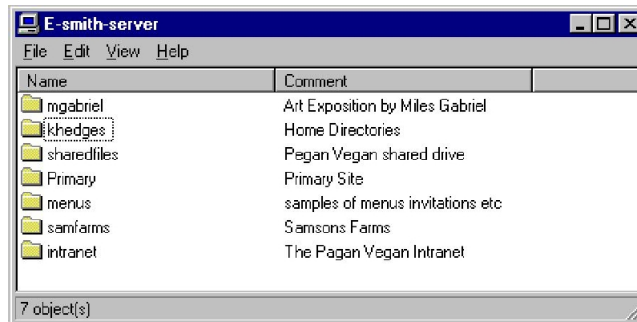 E-smith-server
File Edit View Help
Name Comment
mgabriel Art Exposition by Miles Gabriel
khedges Home Directories
sharedfiles Pegan Vegan shared drive
Primary Primary Site
menus samples of menus invitations etc
samfarms Samsons Farms
intranet The Pagan Vegan Intranet
7 object(s)